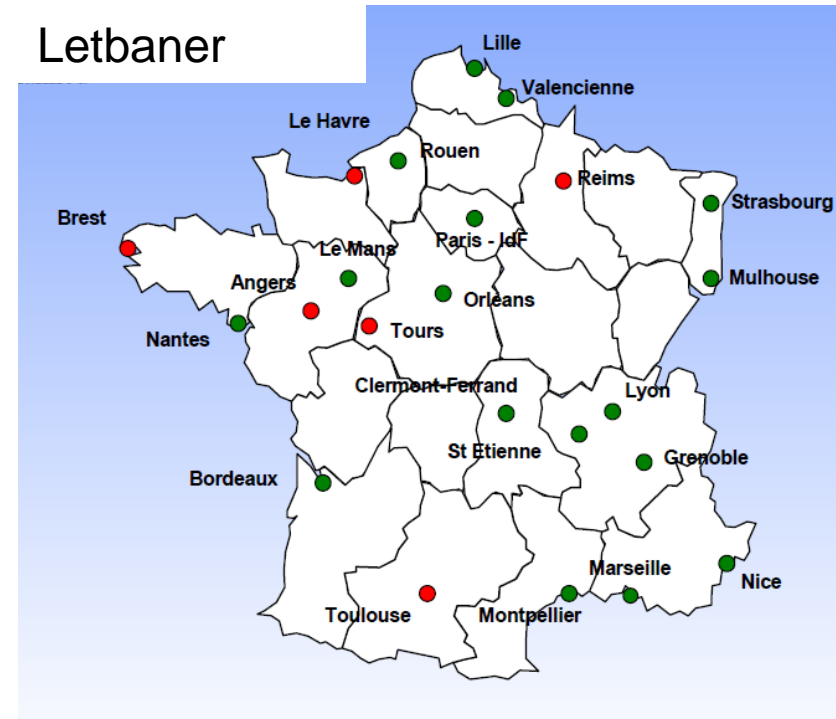 Letbaner
Lille
Valencienne
Le Havre
Rouen
Reims
Strasbourg
Brest
Paris - IdF
Le Mans
Angers
Mulhouse
Orleans
Nantes
Tours
Clermont-Ferrand
Lyon
St Etienne
Grenoble
Bordeaux
Marseille
Nice
Toulouse
Montpellier